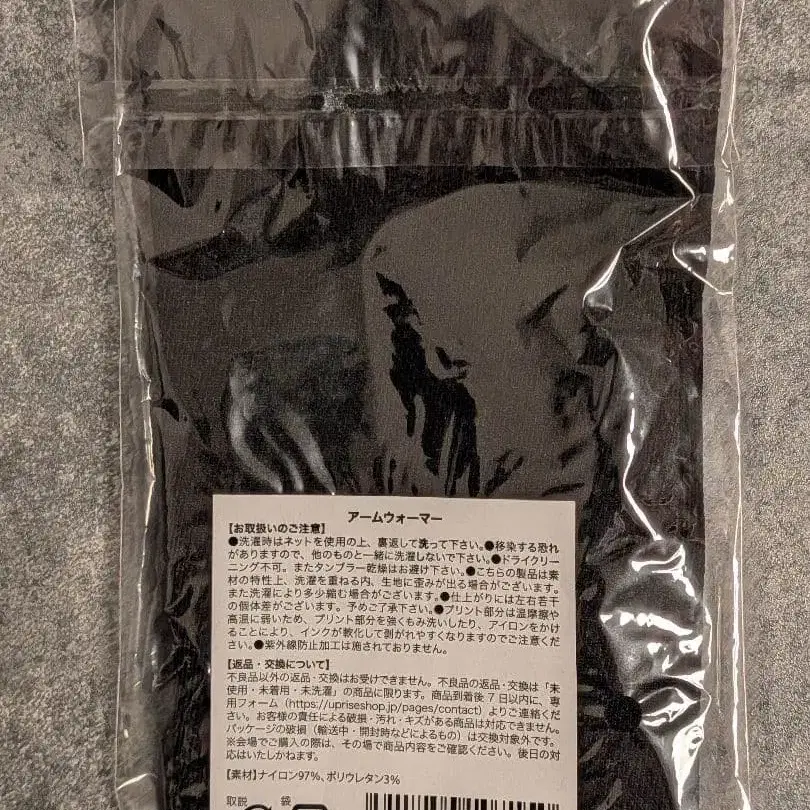 アームウォーマー
【お取扱いのご注意】
●洗濯時はネットを使用の上、裏返して洗って下さい。●移染する恐れ
がありますので、他のものと一緒に洗濯しないで下さい。●ドライクリー
ニング不可。またタンブラー乾燥はお避け下さい。●こちらの製品は素
材の特性上、洗濯を重ねる内、生地に歪みが出る場合がございます。
また洗濯により多少縮む場合がございます。●仕上がりには左右若干
の個体差がございます。予めご了承下さい。●プリント部分は温摩擦や
高温に弱いため、プリント部分を強くもみ洗いしたり、アイロンをかけ
ることにより、インクが軟化して剥がれやすくなりますのでご注意くだ
さい。●紫外線防止加工は施されておりません。
【返品・交換について】
不良品以外の返品・交換はお受けできません。不良品の返品・交換は「未
使用・未着用・未洗濯」の商品に限ります。商品到着後7日以内に、専
用フォーム（https://upriseshop.jp/pages/contact）よりご連絡くだ
さい。お客様の責任による破損・汚れ・キズがある商品は対応できません。
パッケージの破損（輸送中・開封時などによるもの）は交換対象外です。
※会場でご購入の際は、その場で商品内容をご確認ください。後日の対
応はいたしかねます。
【素材】ナイロン97%、ポリウレタン3%
取説 袋